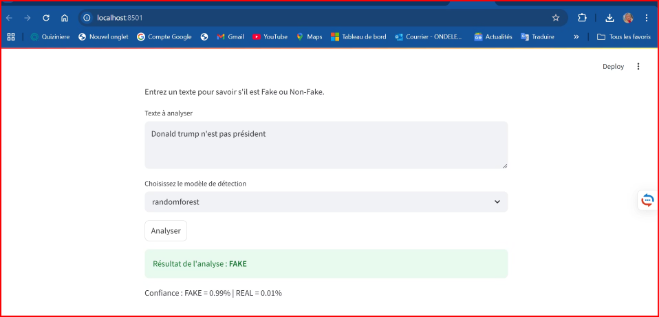 localhost:8501
Quiziniere Nouvel onglet Compte Google Gmail YouTube Maps Tableau de bord Courrier - ONDELE... Actualités Traduire » Tous les favoris
Deploy
Entrez un texte pour savoir s'il est Fake ou Non-Fake.
Texte à analyser
Donald trump n'est pas président
Choisissez le modèle de détection
randomforest
Analyser
Résultat de l'analyse : FAKE
Confiance : FAKE = 0.99% | REAL = 0.01%